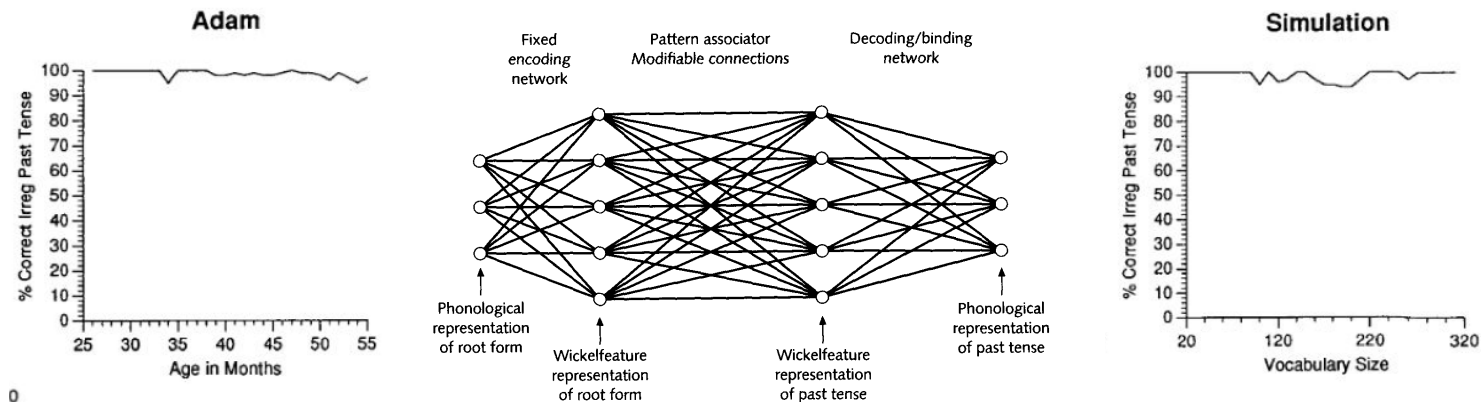 Adam
% Correct Irreg Past Tense
100
90
80
70
60
50
40
30
20
10
0
25
30
35
40
45
50
55
Age in Months
0
Fixed
encoding
network
Pattern associator
Modifiable connections
Decoding/binding
network
Phonological
representation
of root form
Wickelfeature
representation
of root form
Wickelfeature
representation
of past tense
Phonological
representation
of past tense
Simulation
% Correct Irreg Past Tense
100
90
80
70
60
50
40
30
20
10
0
20
120
220
320
Vocabulary Size